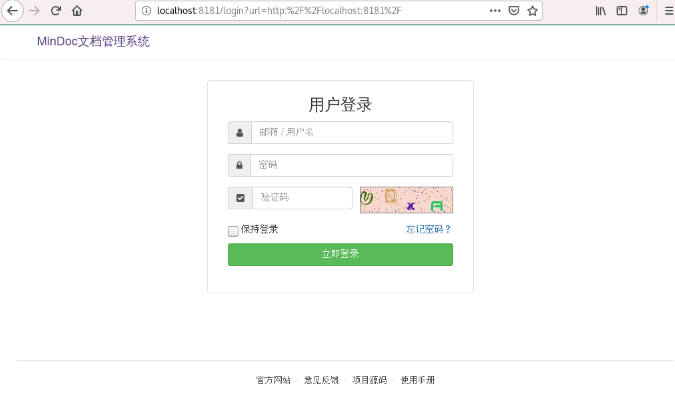 localhost:8181/login?url=http:%2F%2Flocalhost:8181%2F
MinDoc文档管理系统
用户登录
邮箱 / 用户名
密码
验证码
保持登录 忘记密码？
立即登录
官方网站 · 意见反馈 · 项目源码 · 使用手册